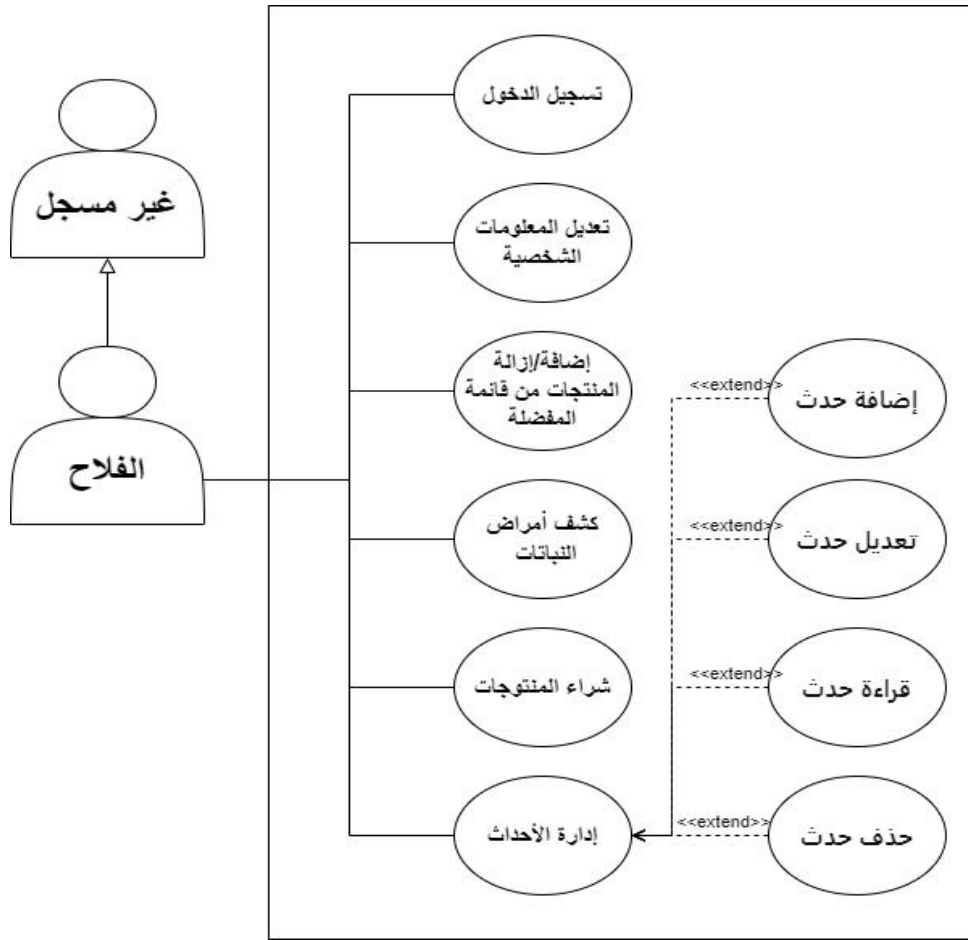 تسجيل الدخول
غير مسجل
تعديل المعلومات
الشخصية
إضافة/إزالة
المنتجات من قائمة
المفضلة
<<extend>>
إضافة حدث
الفلاح
كشف أمراض
النباتات
<<extend>>
تعديل حدث
شراء المنتوجات
<<extend>>
قراءة حدث
إدارة الأحداث
<<extend>>
حذف حدث